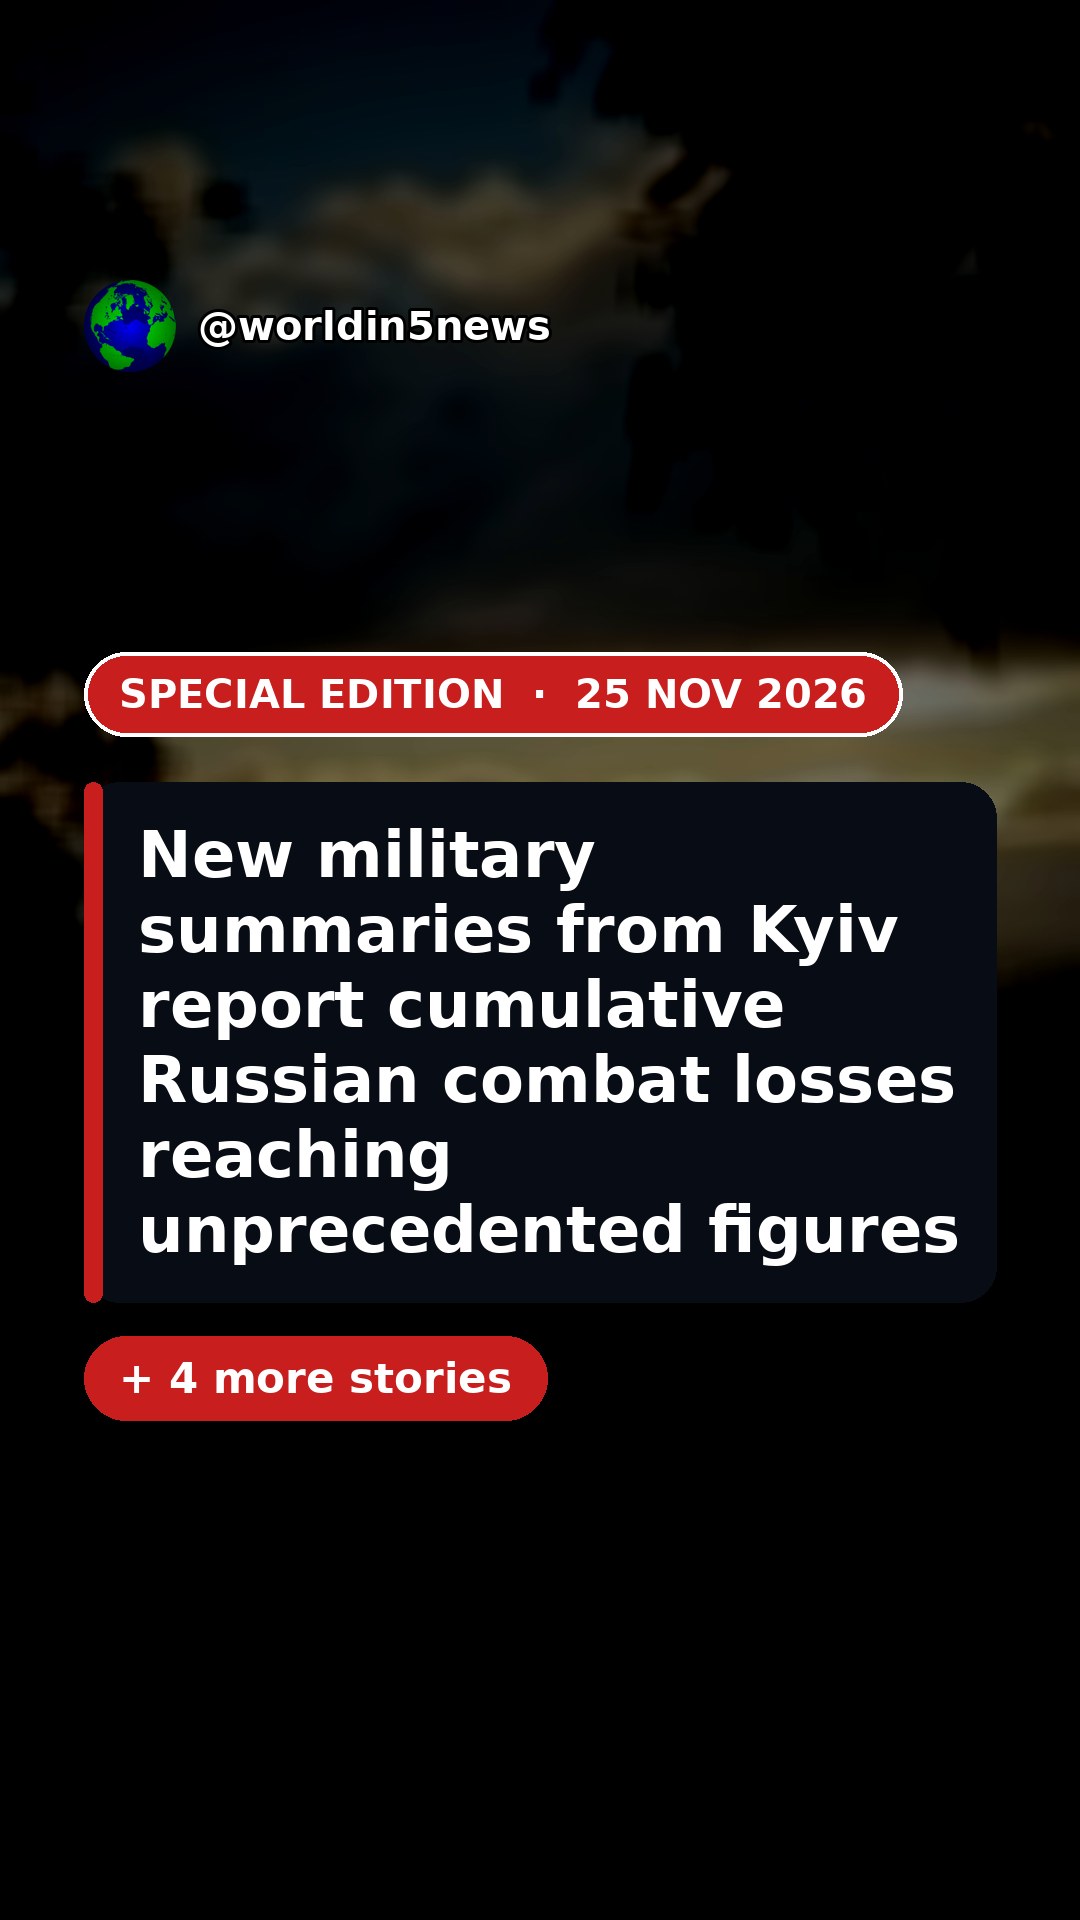 @worldin5news
SPECIAL EDITION · 25 NOV 2026
New military
summaries from Kyiv
report cumulative
Russian combat losses
reaching
unprecedented figures
+ 4 more stories